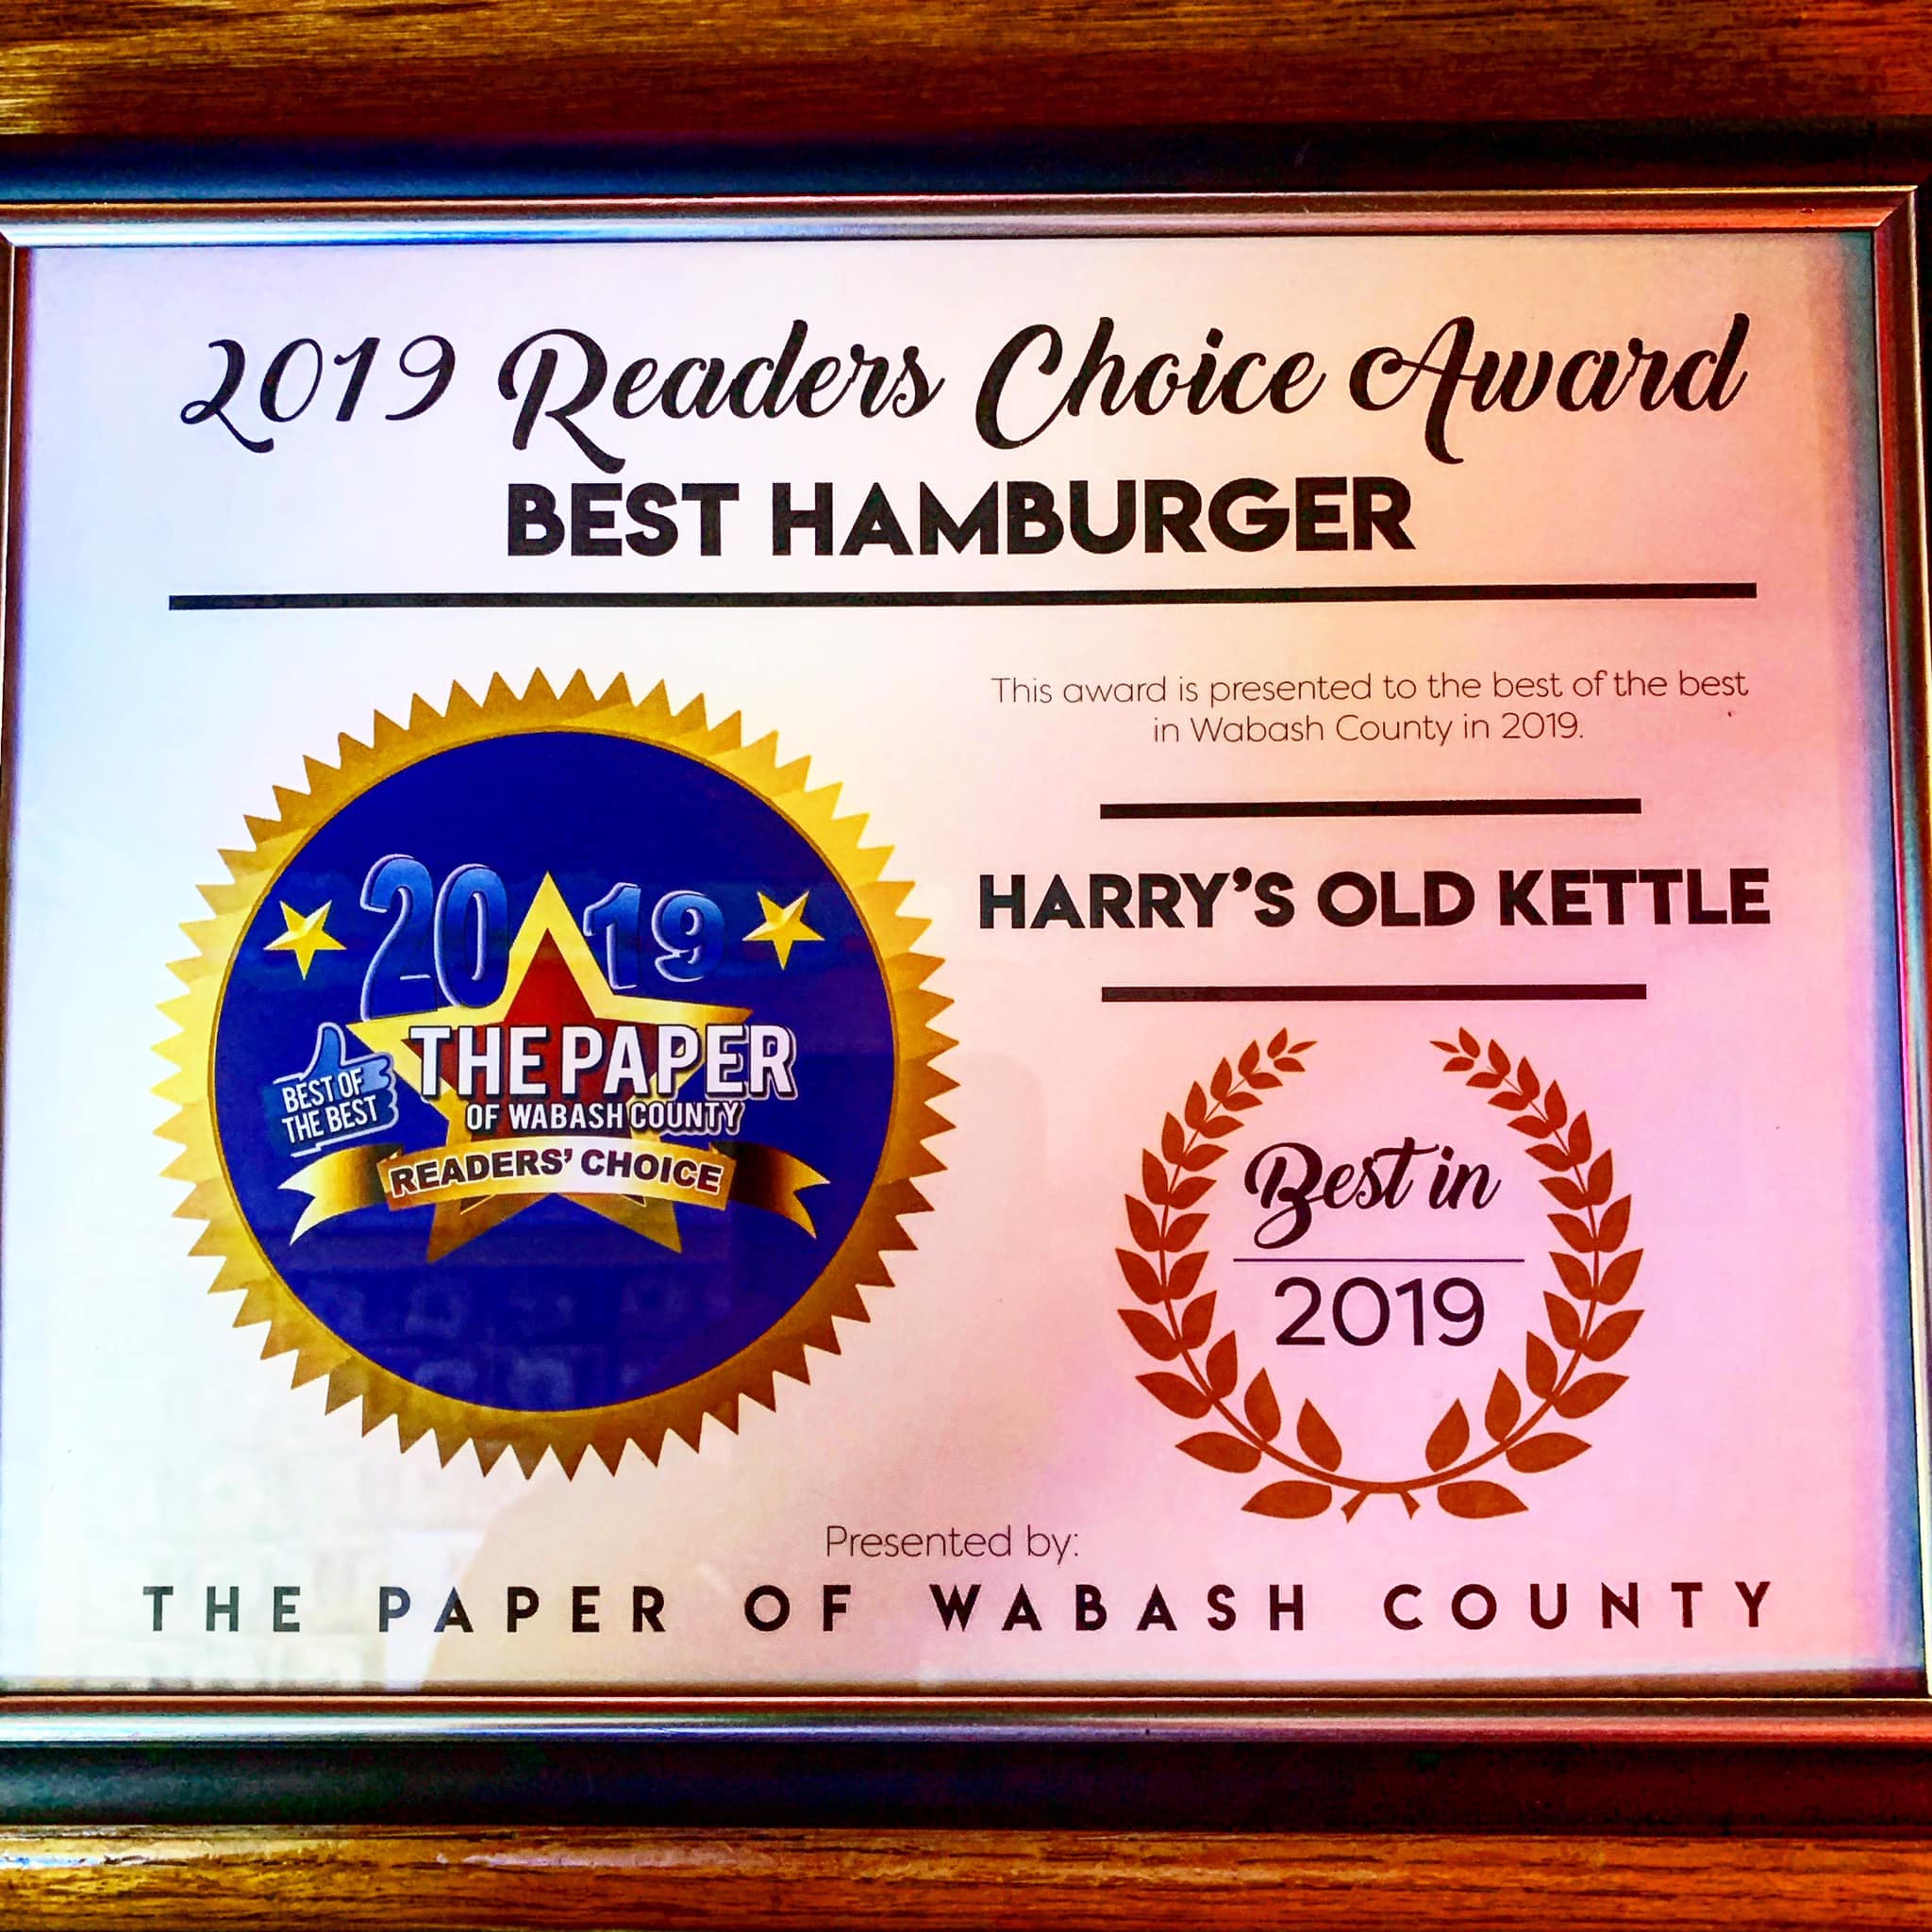 2019 Readers Choice Award
BEST HAMBURGER
This award is presented to the best of the best
in Wabash County in 2019.
HARRY'S OLD KETTLE
2019
BEST OF
THE BEST
THE PAPER
OF WABASH COUNTY
READERS' CHOICE
Best in
2019
Presented by:
THE PAPER OF WABASH COUNTY